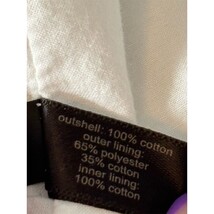 outshell: 100% cotton
outer lining:
65% polyester
35% cotton
inner lining:
100% cotton